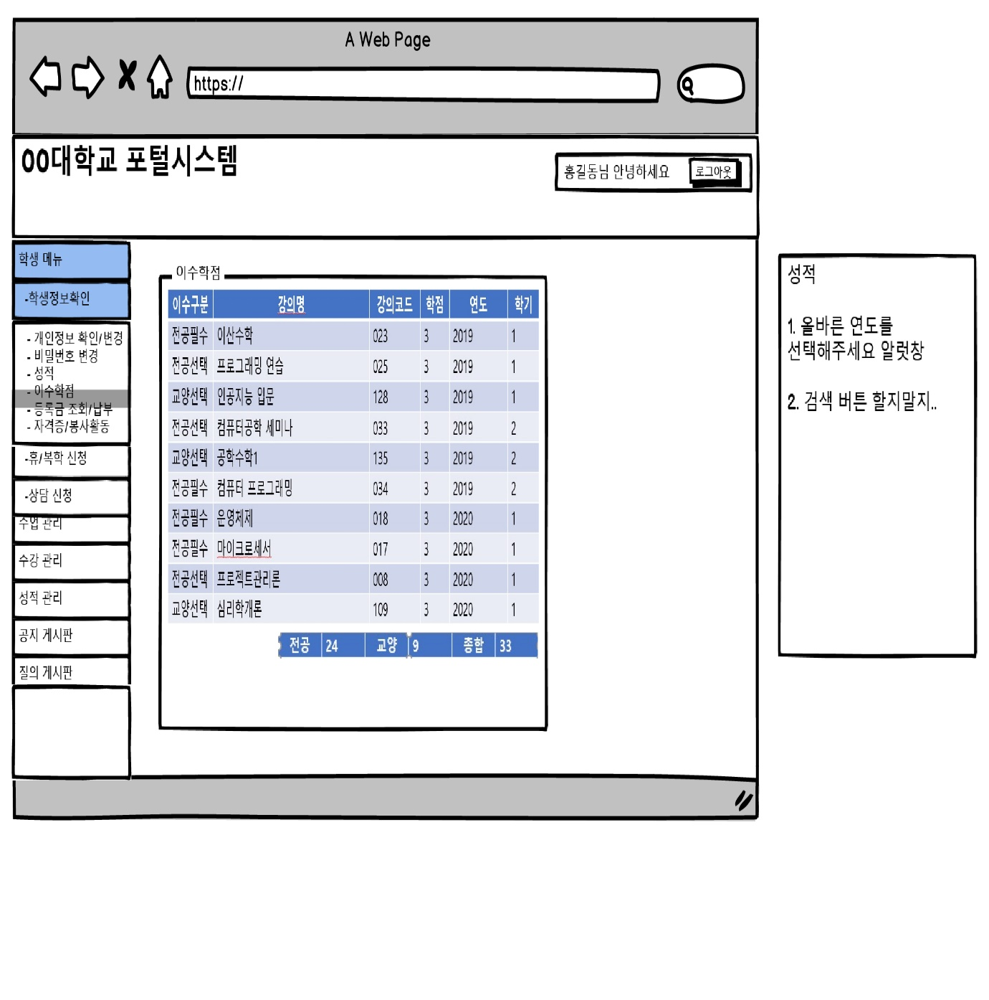 A Web Page
https://
00대학교 포털시스템
홍길동님 안녕하세요
로그아웃
학생 메뉴
-학생정보확인
- 개인정보 확인/변경
- 비밀번호 변경
- 성적
- 이수학점
- 등록금 조회/납부
- 자격증/봉사활동
-휴/복학 신청
-상담 신청
수업 관리
수강 관리
성적 관리
공지 게시판
질의 게시판
이수학점
이수구분 강의명 강의코드 학점 연도 학기
전공필수 이산수학 023 3 2019 1
전공선택 프로그래밍 연습 025 3 2019 1
교양선택 인공지능 입문 128 3 2019 1
전공선택 컴퓨터공학 세미나 033 3 2019 2
교양선택 공학수학1 135 3 2019 2
전공필수 컴퓨터 프로그래밍 034 3 2019 2
전공필수 운영체제 018 3 2020 1
전공필수 마이크로세서 017 3 2020 1
전공선택 프로젝트관리론 008 3 2020 1
교양선택 심리학개론 109 3 2020 1
전공 24 교양 9 총합 33
성적
1. 올바른 연도를
선택해주세요 알럿창
2. 검색 버튼 할지말지..